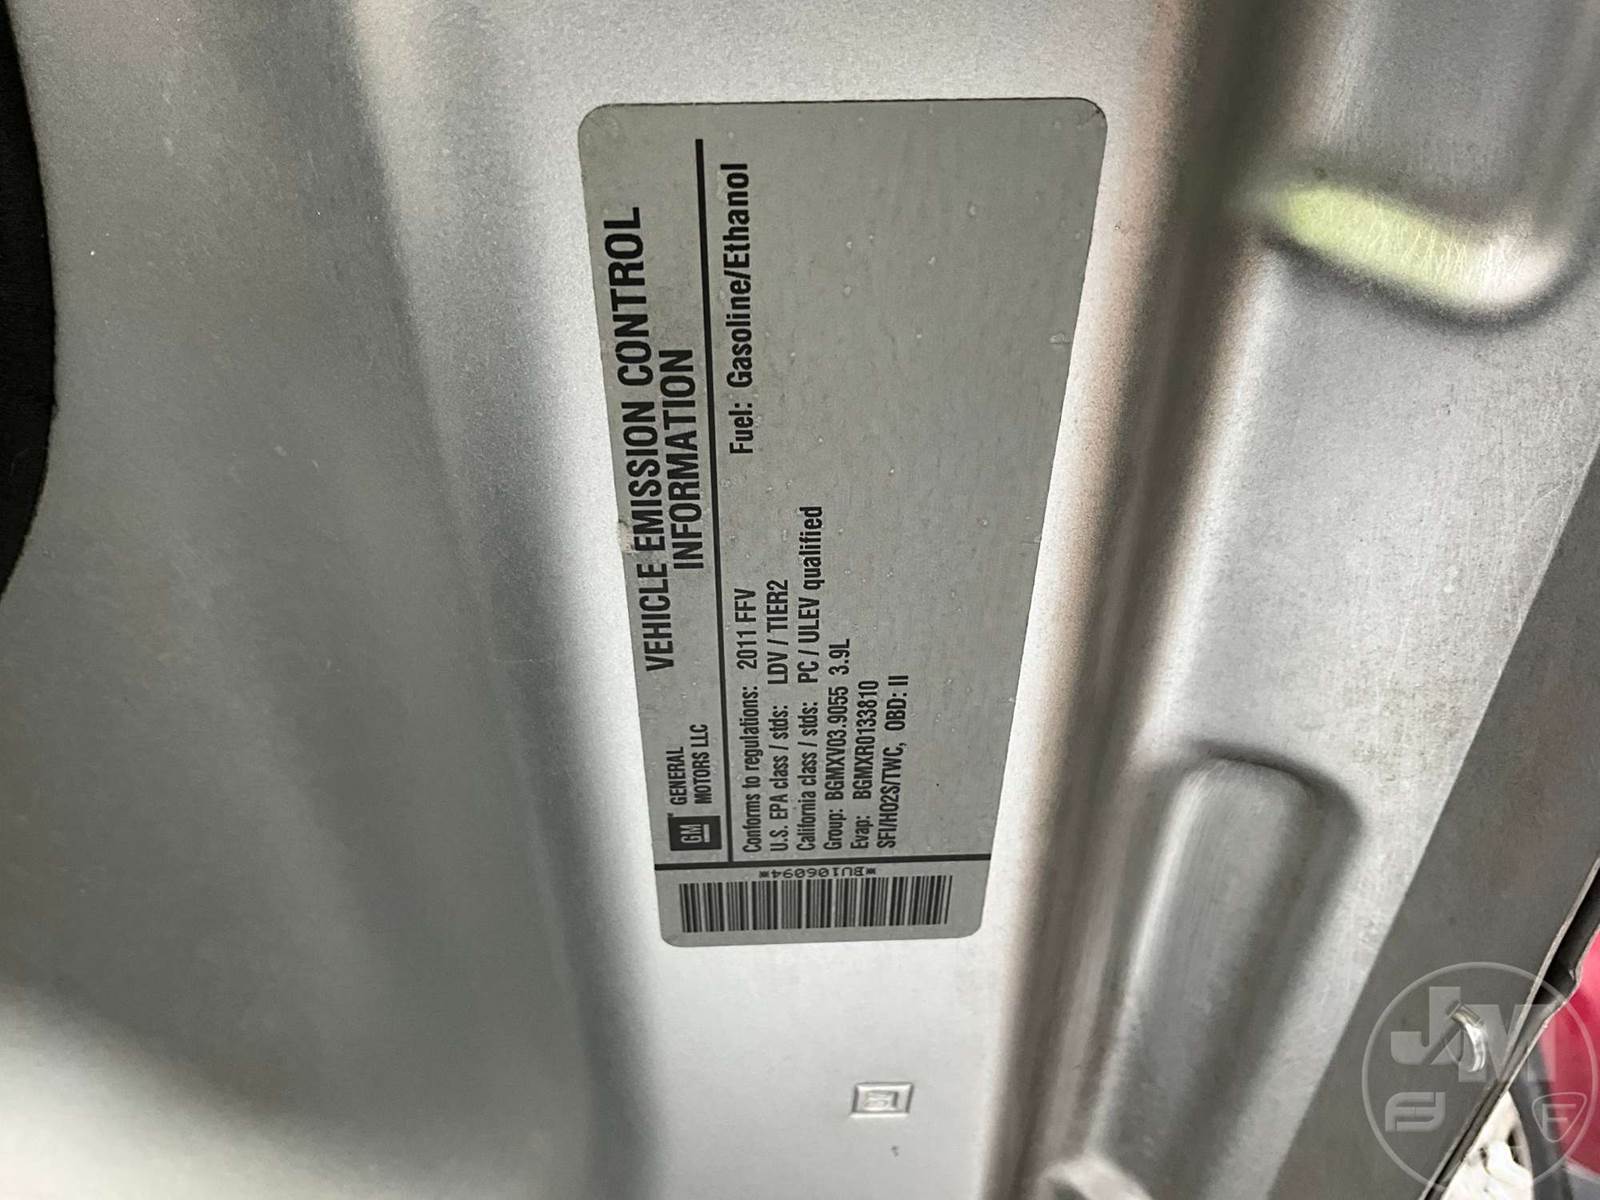 GM
GENERAL
MOTORS LLC
VEHICLE EMISSION CONTROL
INFORMATION
Conforms to regulations: 2011 FFV
Fuel: Gasoline/Ethanol
U.S. EPA class / stds: LDV / TIER2
California class / stds: PC / ULEV qualified
Group: BGMXV03.9055 3.9L
Evap: BGMXR0133810
SFI/HO2S/TWC, OBD: II
*BU106094*
JM